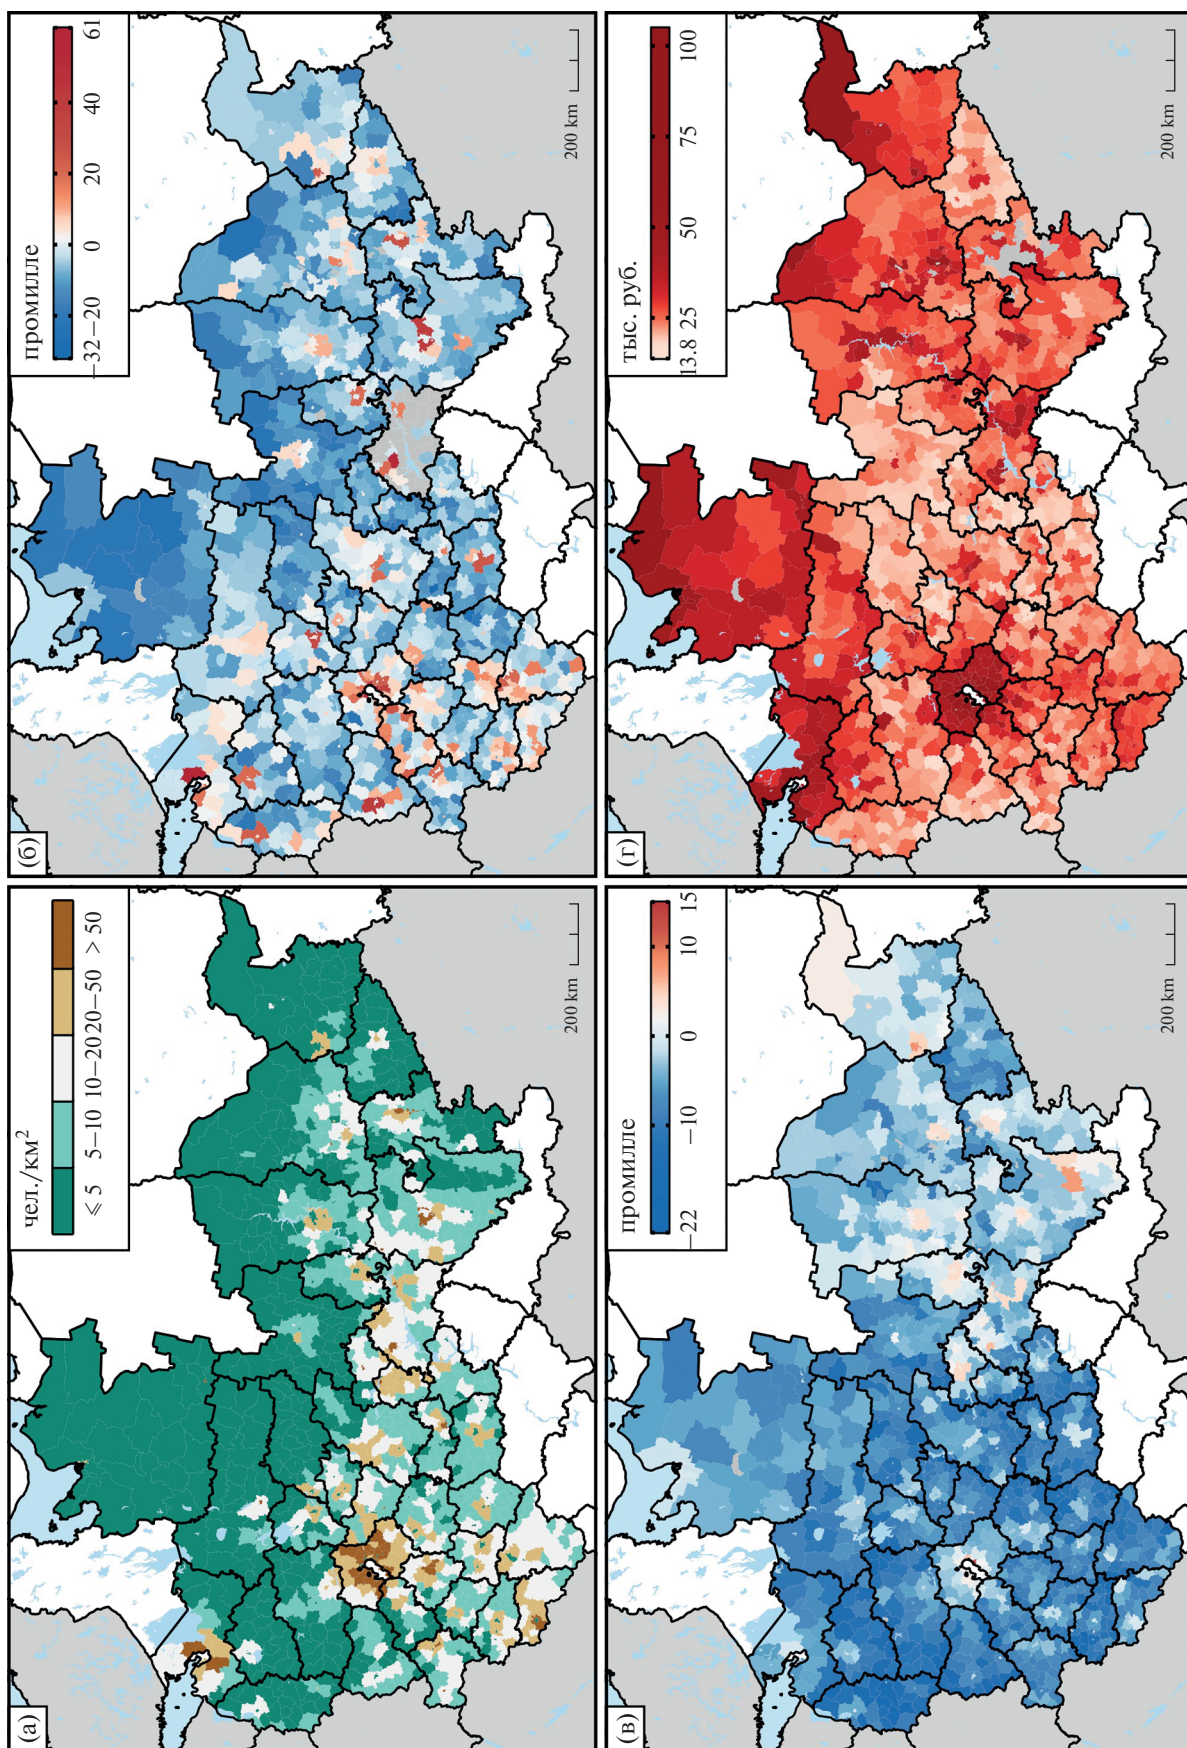 (а)
чел./км²
⩽ 5 5–10 10–20 20–50 > 50
200 km
(б)
промилле
–32 –20 0 20 40 61
200 km
(в)
промилле
–22 –10 0 10 15
200 km
(г)
тыс. руб.
13.8 25 50 75 100
200 km